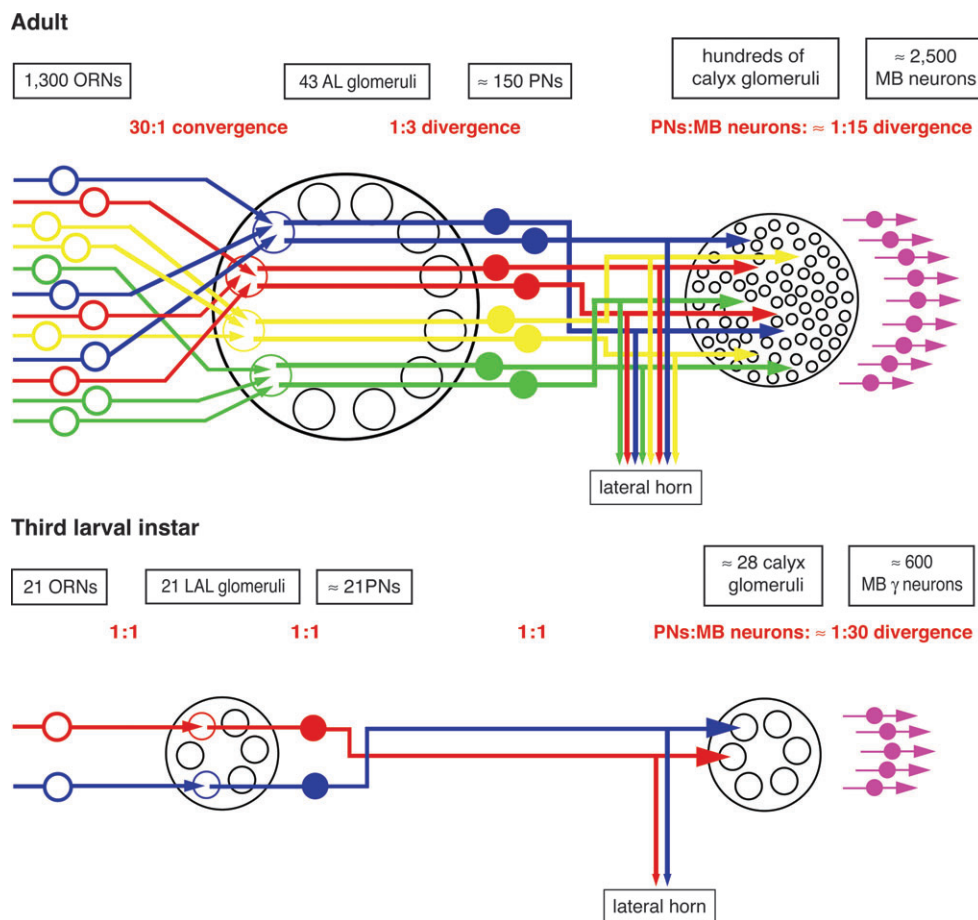 Adult
1,300 ORNs
43 AL glomeruli
≈ 150 PNs
hundreds of
calyx glomeruli
≈ 2,500
MB neurons
30:1 convergence
1:3 divergence
PNs:MB neurons: ≈ 1:15 divergence
lateral horn
Third larval instar
21 ORNs
21 LAL glomeruli
≈ 21PNs
≈ 28 calyx
glomeruli
≈ 600
MB γ neurons
1:1
1:1
1:1
PNs:MB neurons: ≈ 1:30 divergence
lateral horn